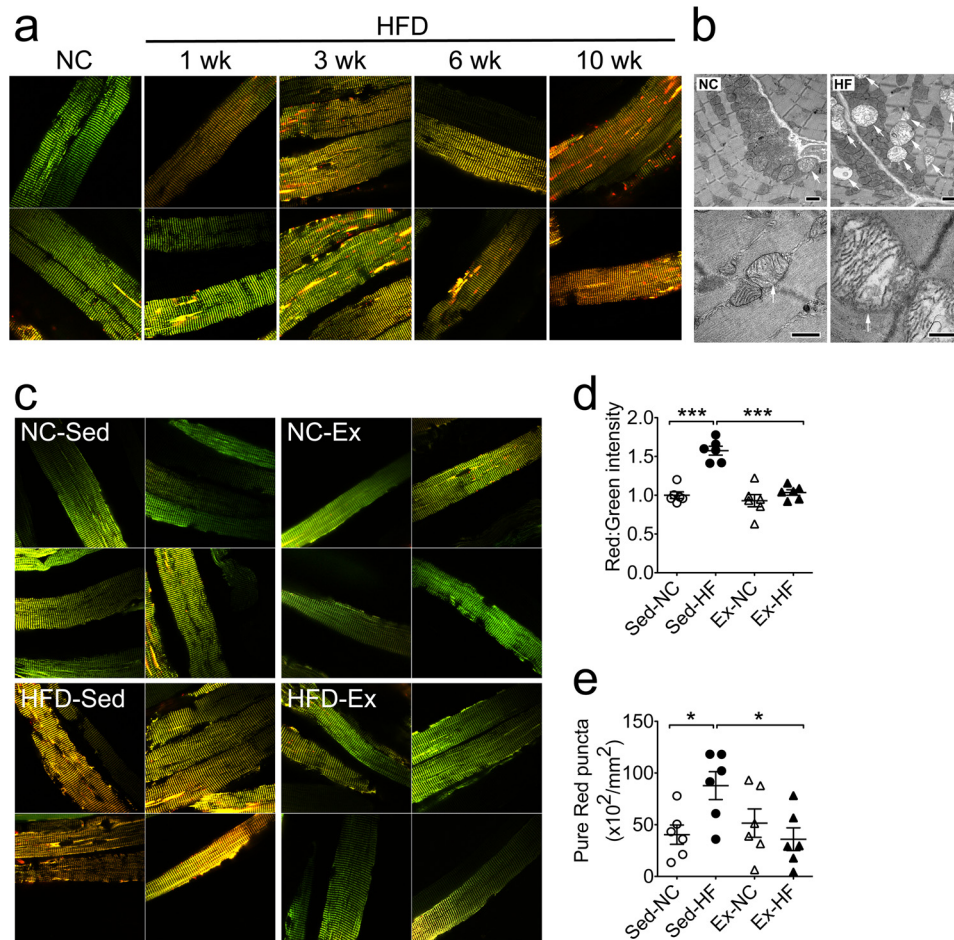 a
HFD
NC 1 wk 3 wk 6 wk 10 wk
b
NC
HF
c
NC-Sed
NC-Ex
HFD-Sed
HFD-Ex
d
Red:Green intensity
2.0
1.5
1.0
0.5
0.0
*** ***
Sed-NC
Sed-HF
Ex-NC
Ex-HF
e
Pure Red puncta
(x10²/mm²)
150
100
50
0
* *
Sed-NC
Sed-HF
Ex-NC
Ex-HF